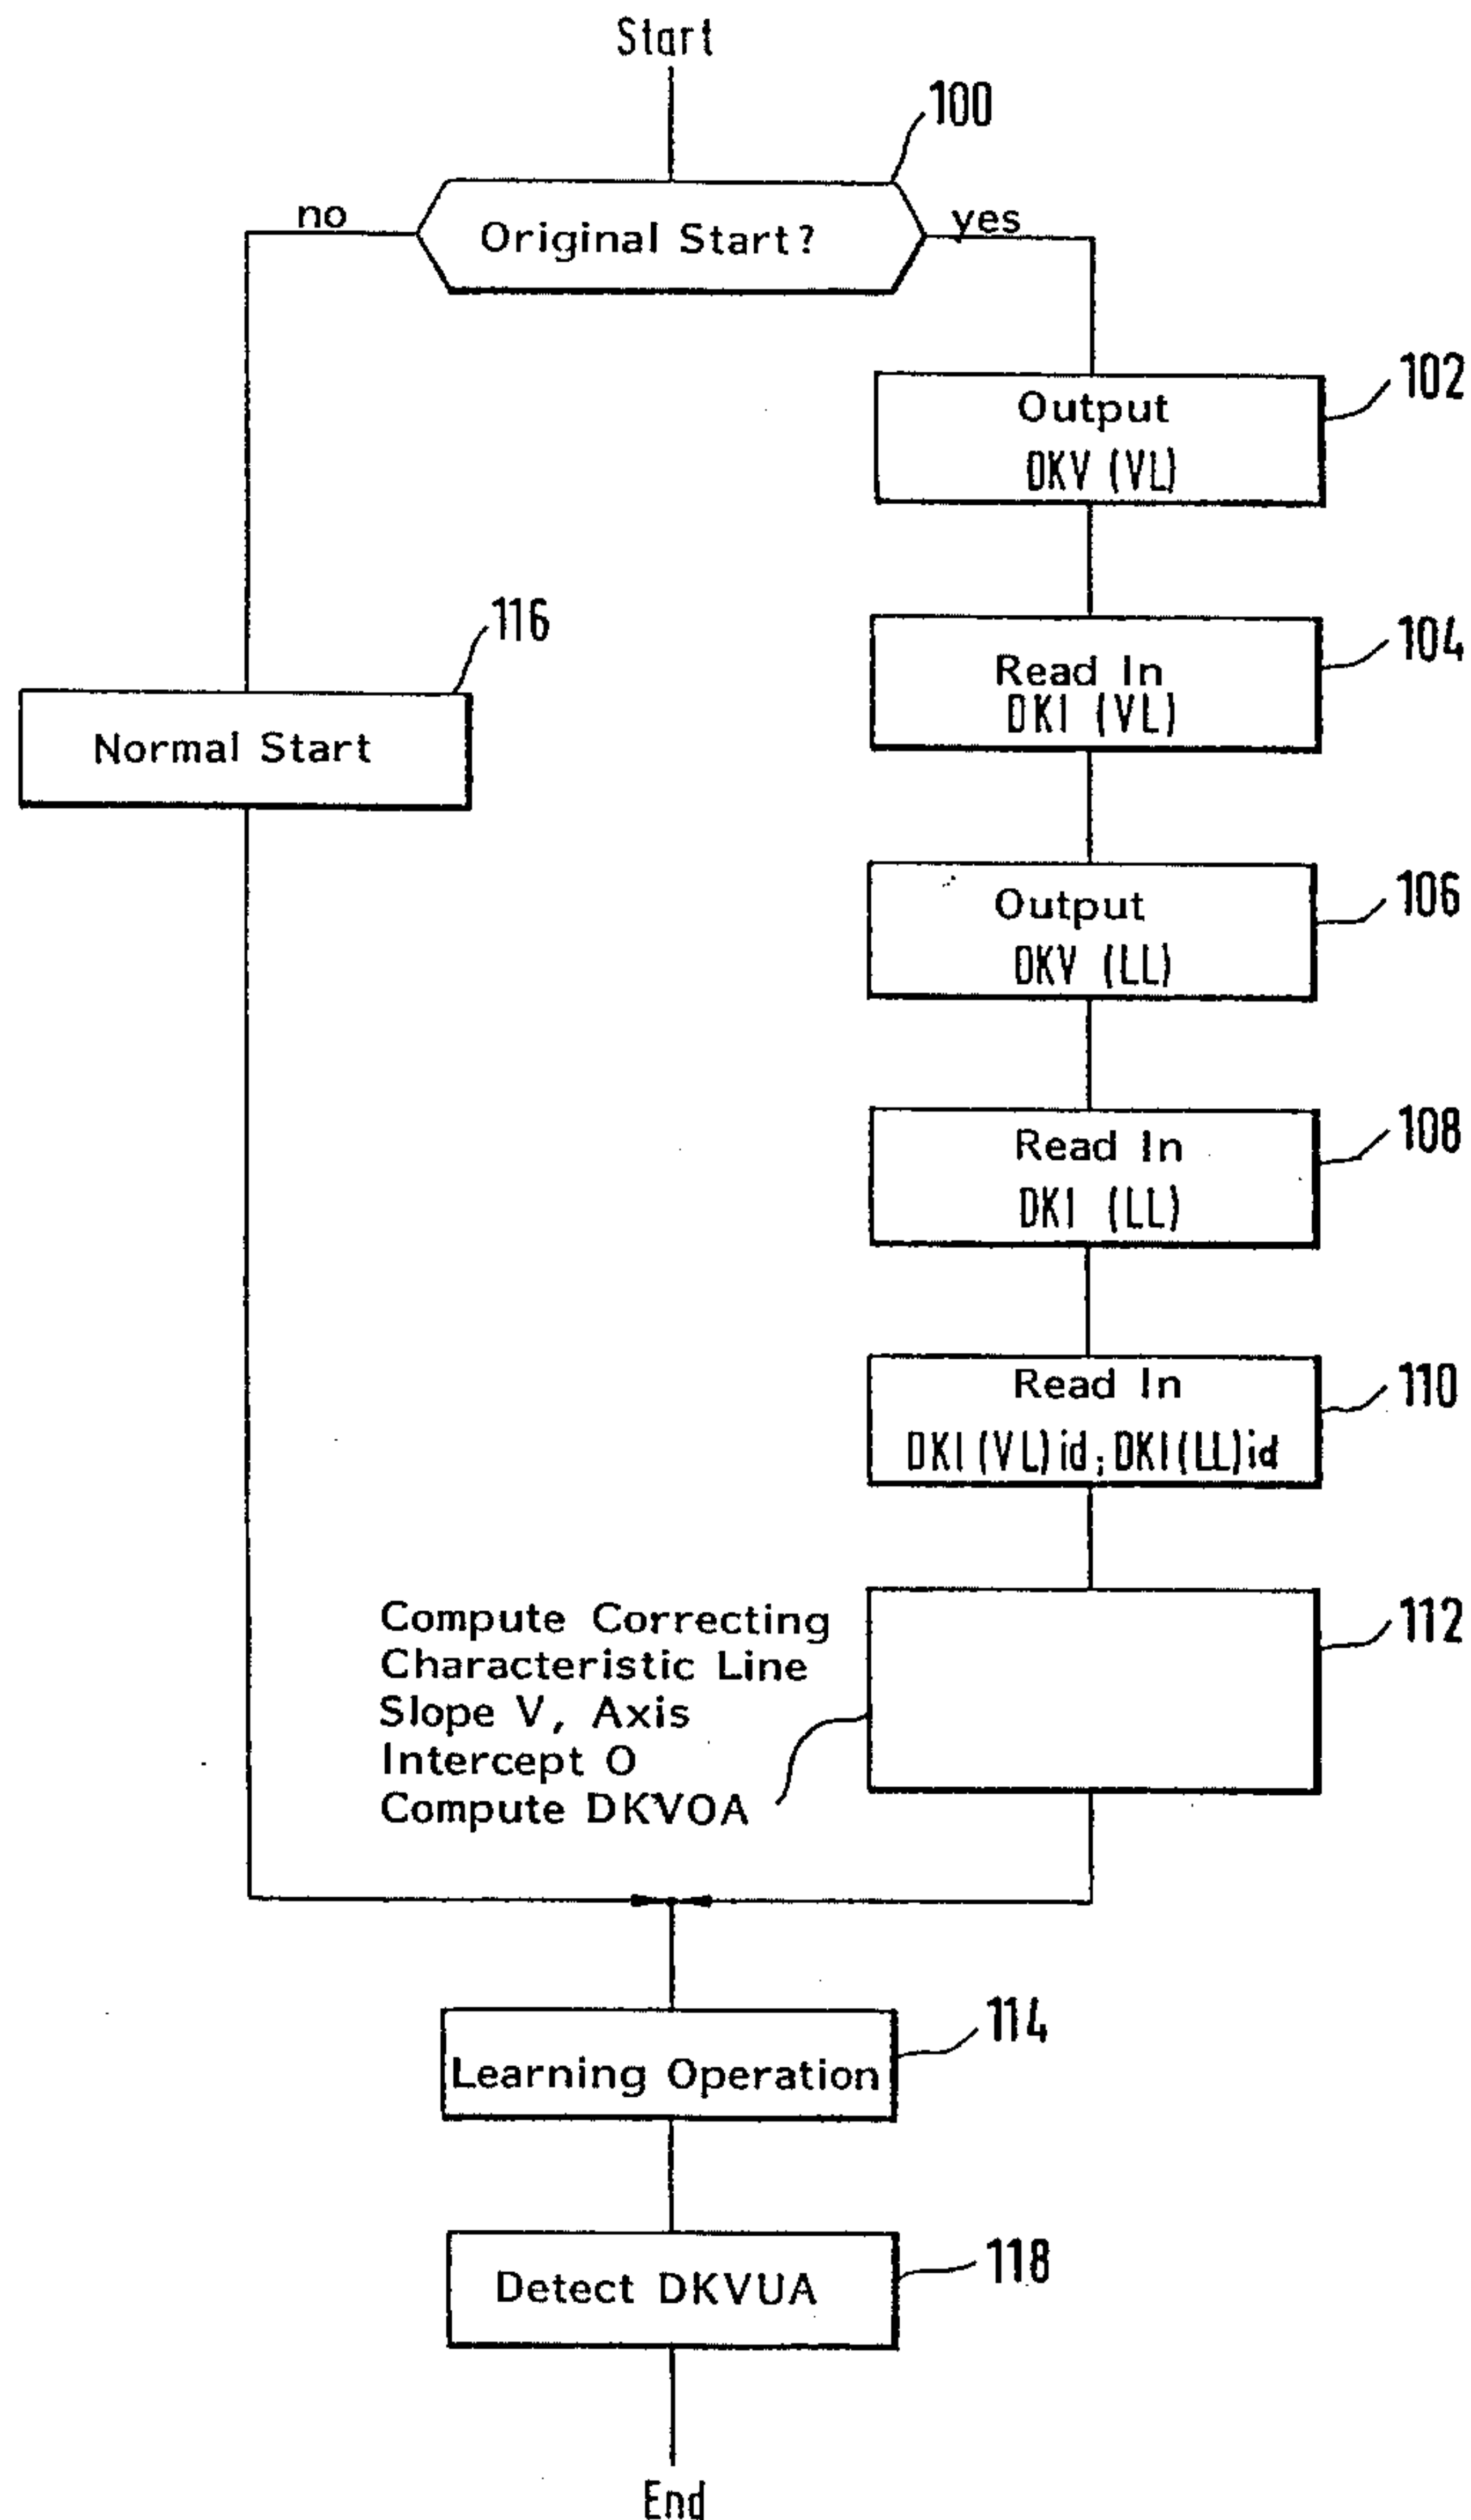 Start
100
no
Original Start?
yes
102
Output
DKV (VL)
116
104
Read In
DKI (VL)
Normal Start
106
Output
DKV (LL)
108
Read In
DKI (LL)
110
Read In
DKI(VL)id;DKI(LL)id
112
Compute Correcting
Characteristic Line
Slope V, Axis
Intercept O
Compute DKVOA
114
Learning Operation
118
Detect DKVUA
End